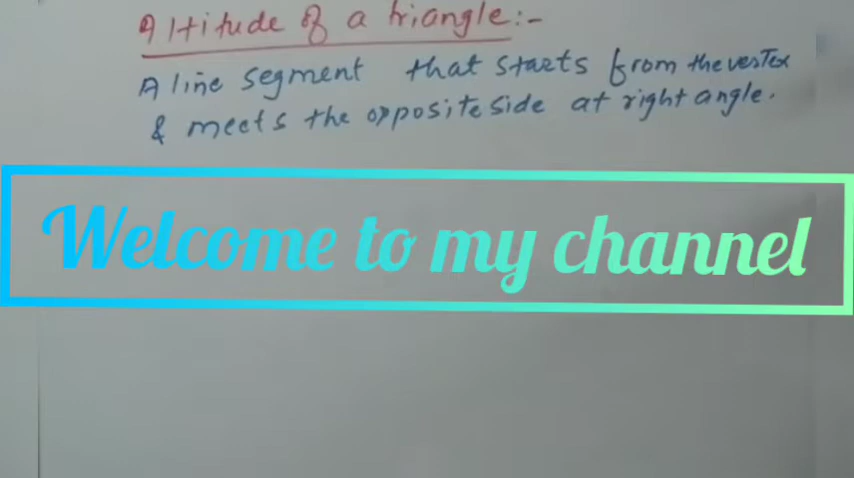 Altitude of a triangle:-
A line segment that starts from the vertex
& meets the opposite side at right angle.
Welcome to my channel